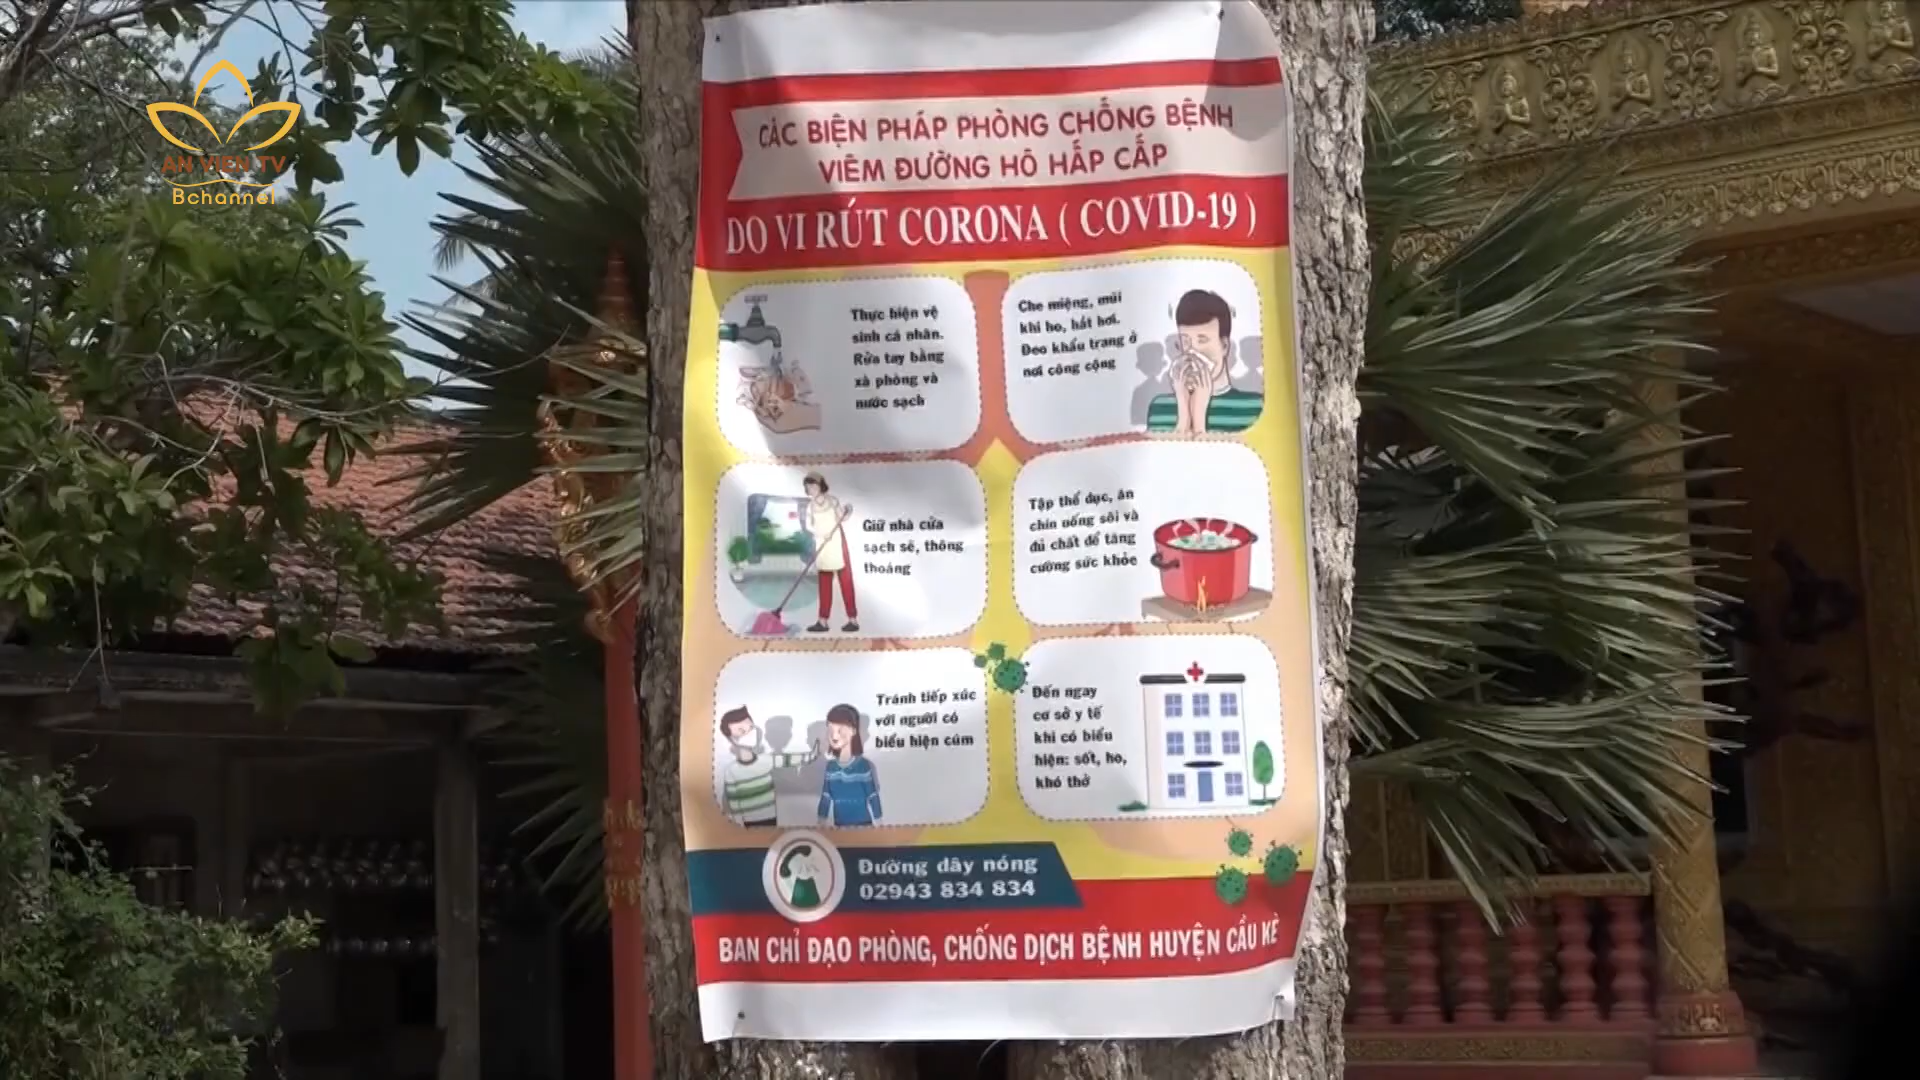 AN VIEN TV
Bchannel
CÁC BIỆN PHÁP PHÒNG CHỐNG BỆNH
VIÊM ĐƯỜNG HÔ HẤP CẤP
DO VI RÚT CORONA ( COVID-19 )
Thực hiện vệ
sinh cá nhân.
Rửa tay bằng
xà phòng và
nước sạch
Che miệng, mũi
khi ho, hắt hơi.
Đeo khẩu trang ở
nơi công cộng
Giữ nhà cửa
sạch sẽ, thông
thoáng
Tập thể dục, ăn
chín uống sôi và
đủ chất để tăng
cường sức khỏe
Tránh tiếp xúc
với người có
biểu hiện cúm
Đến ngay
cơ sở y tế
khi có biểu
hiện: sốt, ho,
khó thở
Đường dây nóng
02943 834 834
BAN CHỈ ĐẠO PHÒNG, CHỐNG DỊCH BỆNH HUYỆN CẦU KÈ